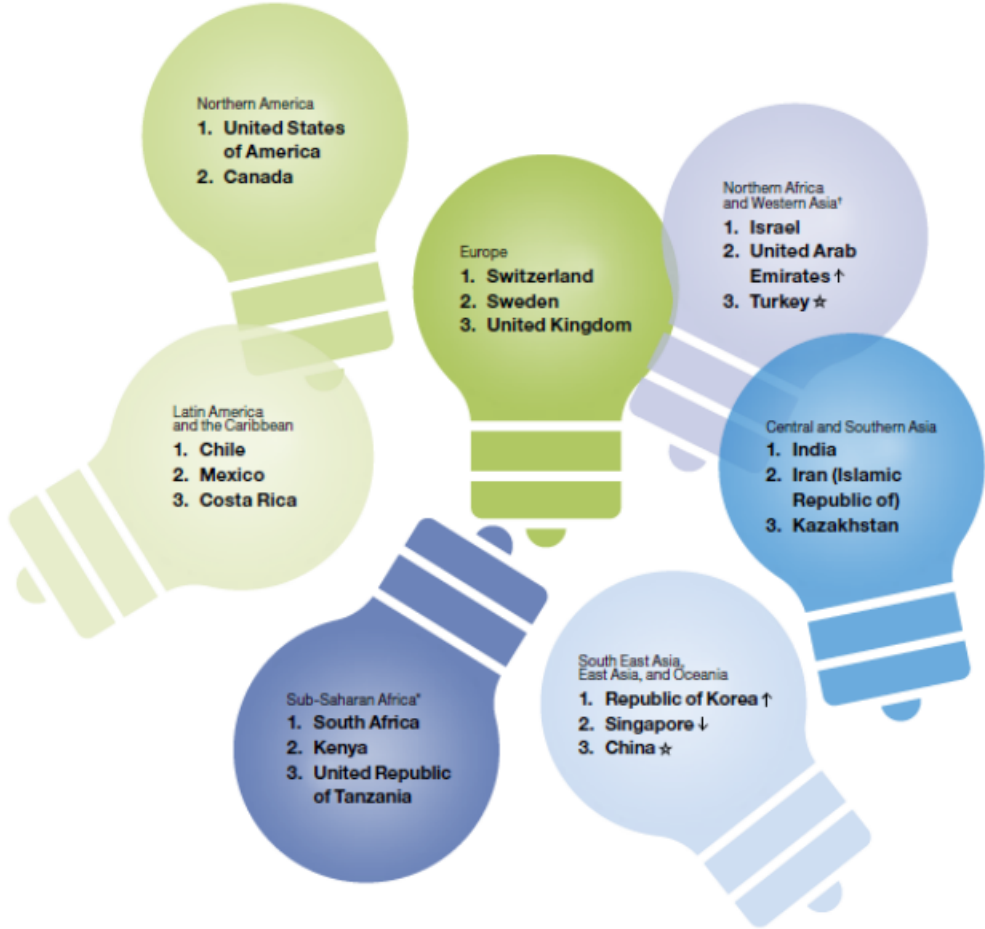 Northern America
1. United States
of America
2. Canada
Europe
1. Switzerland
2. Sweden
3. United Kingdom
Northern Africa
and Western Asia†
1. Israel
2. United Arab
Emirates ↑
3. Turkey ☆
Latin America
and the Caribbean
1. Chile
2. Mexico
3. Costa Rica
Central and Southern Asia
1. India
2. Iran (Islamic
Republic of)
3. Kazakhstan
Sub-Saharan Africa*
1. South Africa
2. Kenya
3. United Republic
of Tanzania
South East Asia,
East Asia, and Oceania
1. Republic of Korea ↑
2. Singapore ↓
3. China ☆